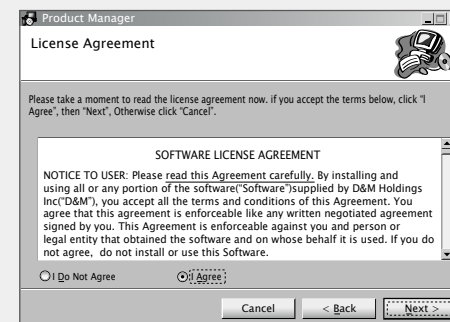 Product Manager
License Agreement
Please take a moment to read the license agreement now. if you accept the terms below, click "I
Agree", then "Next", Otherwise click "Cancel".
SOFTWARE LICENSE AGREEMENT
NOTICE TO USER: Please read this Agreement carefully. By installing and
using all or any portion of the software("Software")supplied by D&M Holdings
Inc("D&M"), you accept all the terms and conditions of this Agreement. You
agree that this agreement is enforceable like any written negotiated agreement
signed by you. This Agreement is enforceable against you and person or
legal entity that obtained the software and on whose behalf it is used. If you do
not agree, do not install or use this Software.
I Do Not Agree I Agree
Cancel < Back Next >